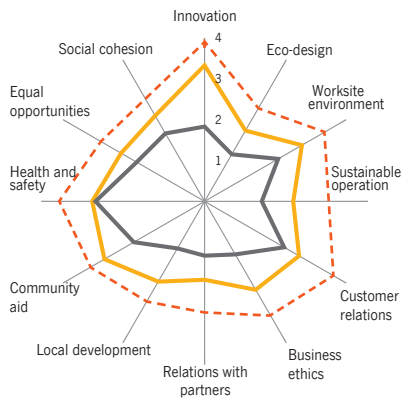 Innovation
4
3
2
1
Eco-design
Worksite
environment
Sustainable
operation
Customer
relations
Business
ethics
Relations with
partners
Local development
Community
aid
Health and
safety
Equal
opportunities
Social cohesion